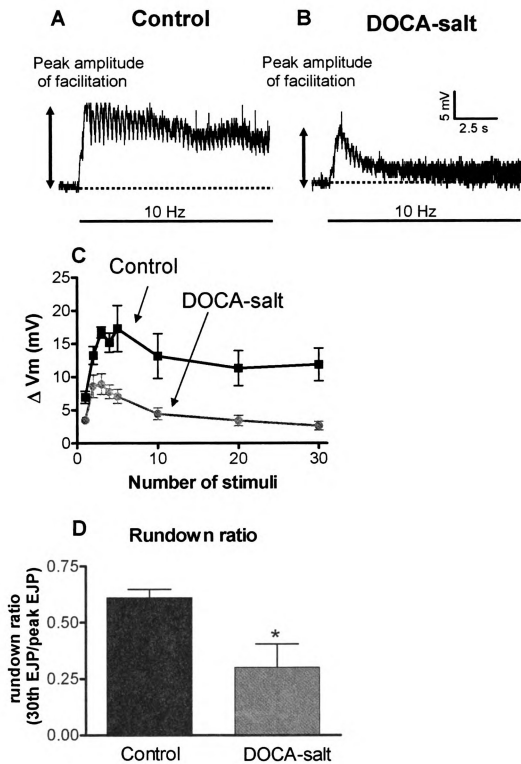 A
Control
Peak amplitude
of facilitation
10 Hz
B
DOCA-salt
Peak amplitude
of facilitation
5 mV
2.5 s
10 Hz
C
Control
DOCA-salt
Δ Vm (mV)
25
20
15
10
5
0
0
10
20
30
Number of stimuli
D
Rundown ratio
rundown ratio
(30th EJP/peak EJP)
0.75
0.50
0.25
0.00
*
Control
DOCA-salt